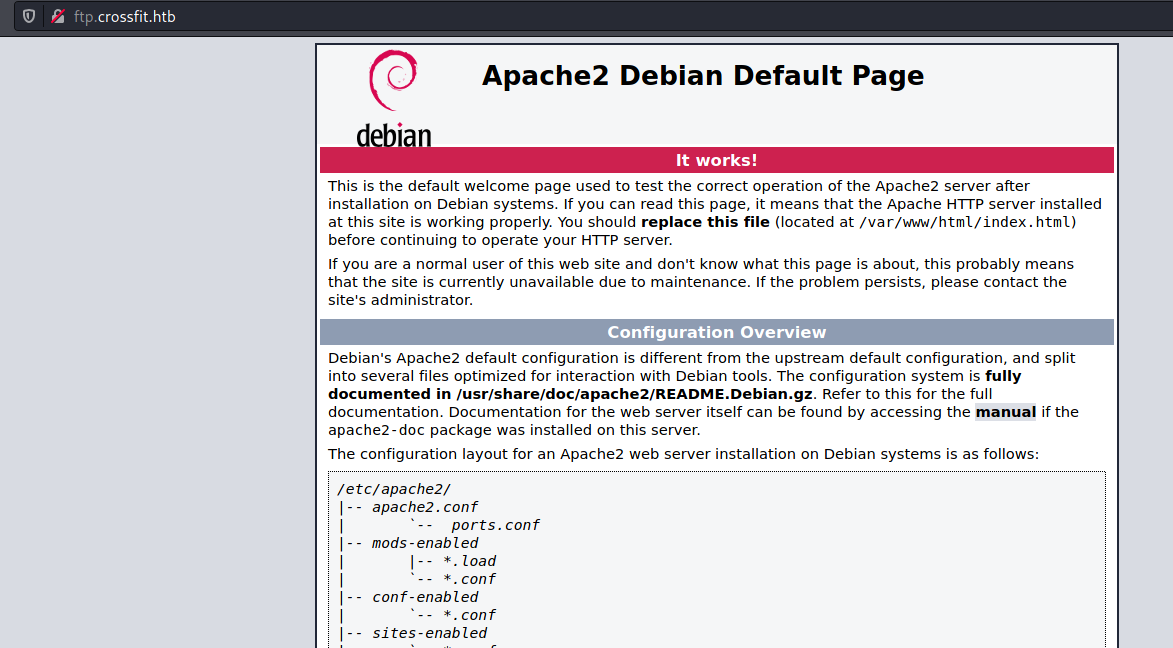 ftp.crossfit.htb
Apache2 Debian Default Page
debian
It works!
This is the default welcome page used to test the correct operation of the Apache2 server after
installation on Debian systems. If you can read this page, it means that the Apache HTTP server installed
at this site is working properly. You should replace this file (located at /var/www/html/index.html)
before continuing to operate your HTTP server.
If you are a normal user of this web site and don't know what this page is about, this probably means
that the site is currently unavailable due to maintenance. If the problem persists, please contact the
site's administrator.
Configuration Overview
Debian's Apache2 default configuration is different from the upstream default configuration, and split
into several files optimized for interaction with Debian tools. The configuration system is fully
documented in /usr/share/doc/apache2/README.Debian.gz. Refer to this for the full
documentation. Documentation for the web server itself can be found by accessing the manual if the
apache2-doc package was installed on this server.
The configuration layout for an Apache2 web server installation on Debian systems is as follows:
/etc/apache2/
|-- apache2.conf
|       `--  ports.conf
|-- mods-enabled
|       |-- *.load
|       `-- *.conf
|-- conf-enabled
|       `-- *.conf
|-- sites-enabled